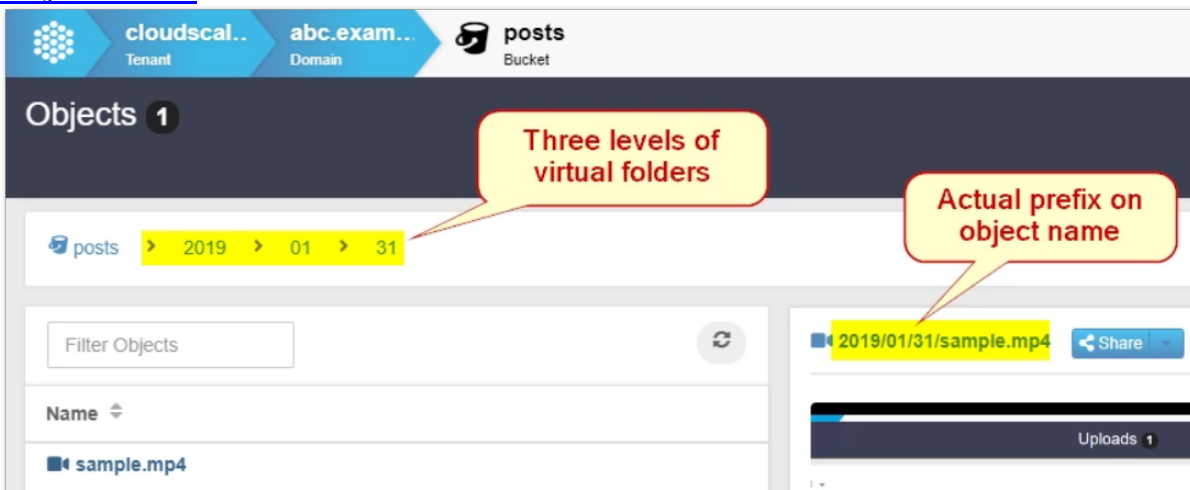 cloudscal..
Tenant
abc.exam...
Domain
posts
Bucket
Objects 1
Three levels of
virtual folders
Actual prefix on
object name
posts > 2019 > 01 > 31
Filter Objects
2019/01/31/sample.mp4
Share
Name
Uploads 1
sample.mp4